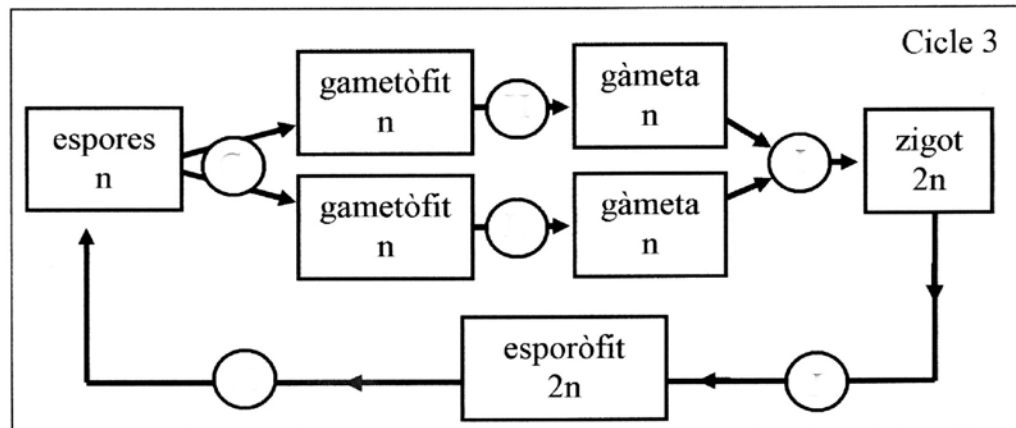 Cicle 3
espores
n
gametòfit
n
gàmeta
n
gametòfit
n
gàmeta
n
zigot
2n
esporòfit
2n